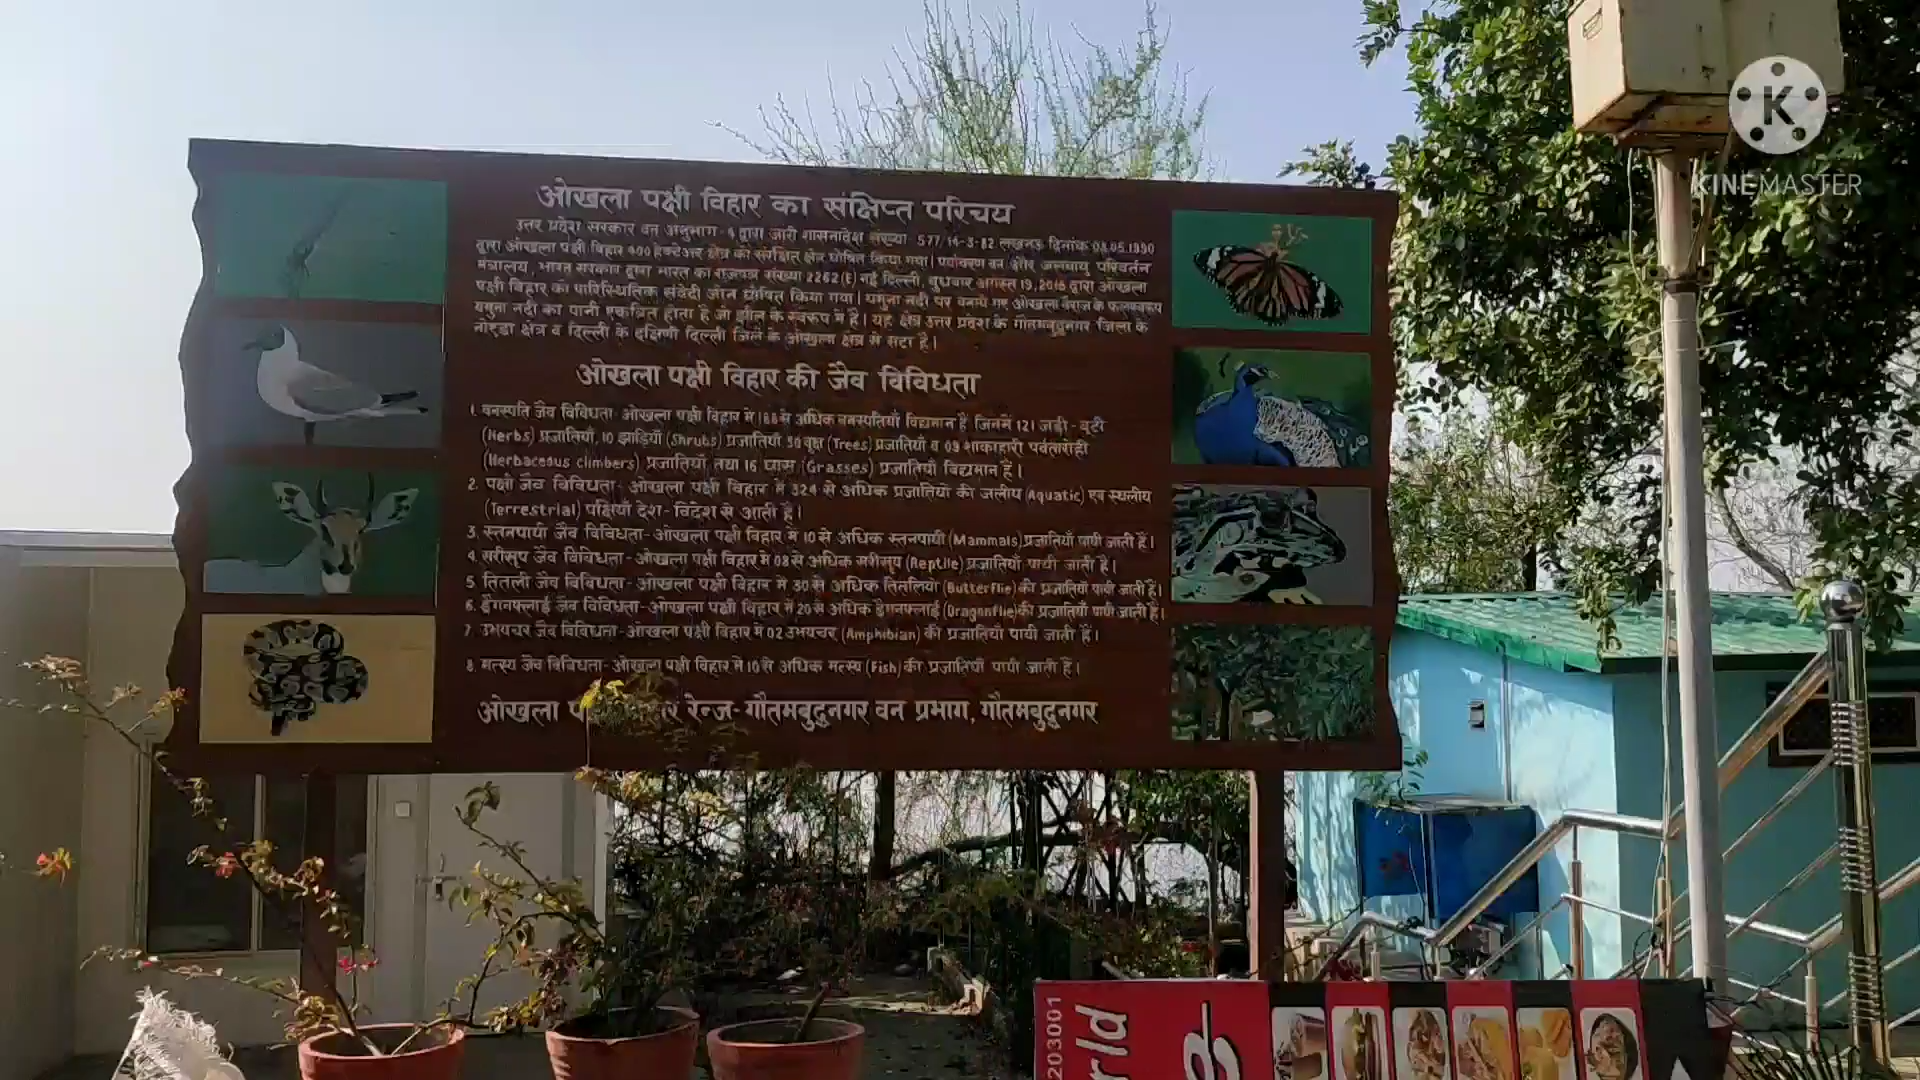 ओखला पक्षी विहार का संक्षिप्त परिचय
उत्तर प्रदेश सरकार वन अनुभाग-4 द्वारा जारी शासनादेश संख्या 577/14-3-82 लखनऊ दिनांक 08.05.1990
द्वारा ओखला पक्षी विहार 400 हेक्टेअर क्षेत्र को संरक्षित क्षेत्र घोषित किया गया। पर्यावरण वन और जलवायु परिवर्तन
मंत्रालय, भारत सरकार द्वारा भारत का राजपत्र संख्या 2262(E) नई दिल्ली, बुधवार अगस्त 19, 2015 द्वारा ओखला
पक्षी विहार का पारिस्थितिक संवेदी जोन घोषित किया गया। यमुना नदी पर बनाये गए ओखला बैराज के फलस्वरूप
यमुना नदी का पानी एकत्रित होता है जो झील के स्वरूप में है। यह क्षेत्र उत्तर प्रदेश के गौतमबुद्धनगर जिला के
नोएडा क्षेत्र व दिल्ली के दक्षिणी दिल्ली जिले के ओखला क्षेत्र से सटा है।
ओखला पक्षी विहार की जैव विविधता
1. वनस्पति जैव विविधता- ओखला पक्षी विहार में 188 से अधिक वनस्पतियाँ विद्यमान हैं जिनमें 121 जड़ी-बूटी
(Herbs) प्रजातियाँ, 10 झाड़ियाँ (Shrubs) प्रजातियाँ 30 वृक्ष (Trees) प्रजातियाँ व 09 शाकाहारी पर्वतारोही
(Herbaceous climbers) प्रजातियाँ तथा 16 घास (Grasses) प्रजातियाँ विद्यमान हैं।
2. पक्षी जैव विविधता- ओखला पक्षी विहार में 324 से अधिक प्रजातियों की जलीय (Aquatic) एवं स्थलीय
(Terrestrial) पक्षियाँ देश-विदेश से आती हैं।
3. स्तनपायी जैव विविधता-ओखला पक्षी विहार में 10 से अधिक स्तनपायी (Mammals) प्रजातियाँ पायी जाती हैं।
4. सरीसृप जैव विविधता-ओखला पक्षी विहार में 08 से अधिक सरीसृप (Reptile) प्रजातियाँ पायी जाती हैं।
5 तितली जैव विविधता-ओखला पक्षी विहार में 30 से अधिक तितलियों (Butterflie) की प्रजातियाँ पायी जाती हैं।
6. ड्रैगनफ्लाई जैव विविधता-ओखला पक्षी विहार में 20 से अधिक ड्रैगनफ्लाई (Dragonflie) की प्रजातियाँ पायी जाती हैं।
7. उभयचर जैव विविधता-ओखला पक्षी विहार में 02 उभयचर (Amphibian) की प्रजातियाँ पायी जाती हैं।
8. मत्स्य जैव विविधता-ओखला पक्षी विहार में 10 से अधिक मत्स्य (Fish) की प्रजातियाँ पायी जाती हैं।
ओखला रेन्ज-गौतमबुद्धनगर वन प्रभाग, गौतमबुद्धनगर
K
KINEMASTER
203001